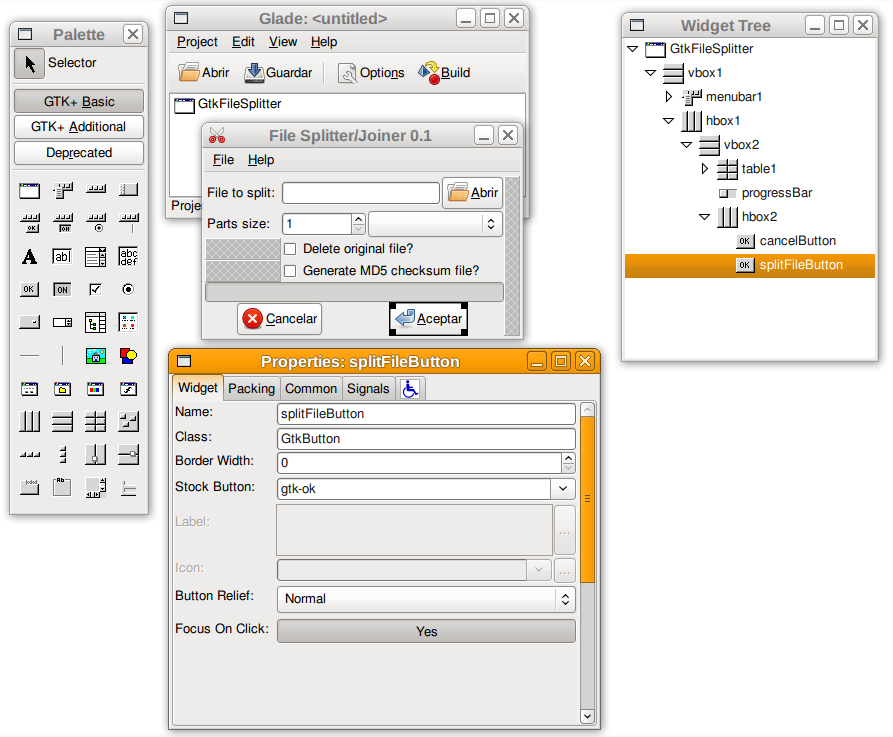 Palette
Selector
GTK+ Basic
GTK+ Additional
Deprecated
OK
ON
A
ab|
abc
def
OK
ON
Glade: <untitled>
Project Edit View Help
Abrir Guardar Options Build
GtkFileSplitter
Proje
File Splitter/Joiner 0.1
File Help
File to split: Abrir
Parts size: 1
Delete original file?
Generate MD5 checksum file?
Cancelar Aceptar
Properties: splitFileButton
Widget Packing Common Signals
Name: splitFileButton
Class: GtkButton
Border Width: 0
Stock Button: gtk-ok
Label: ...
Icon: ...
Button Relief: Normal
Focus On Click: Yes
Widget Tree
GtkFileSplitter
vbox1
menubar1
hbox1
vbox2
table1
progressBar
hbox2
OK cancelButton
OK splitFileButton